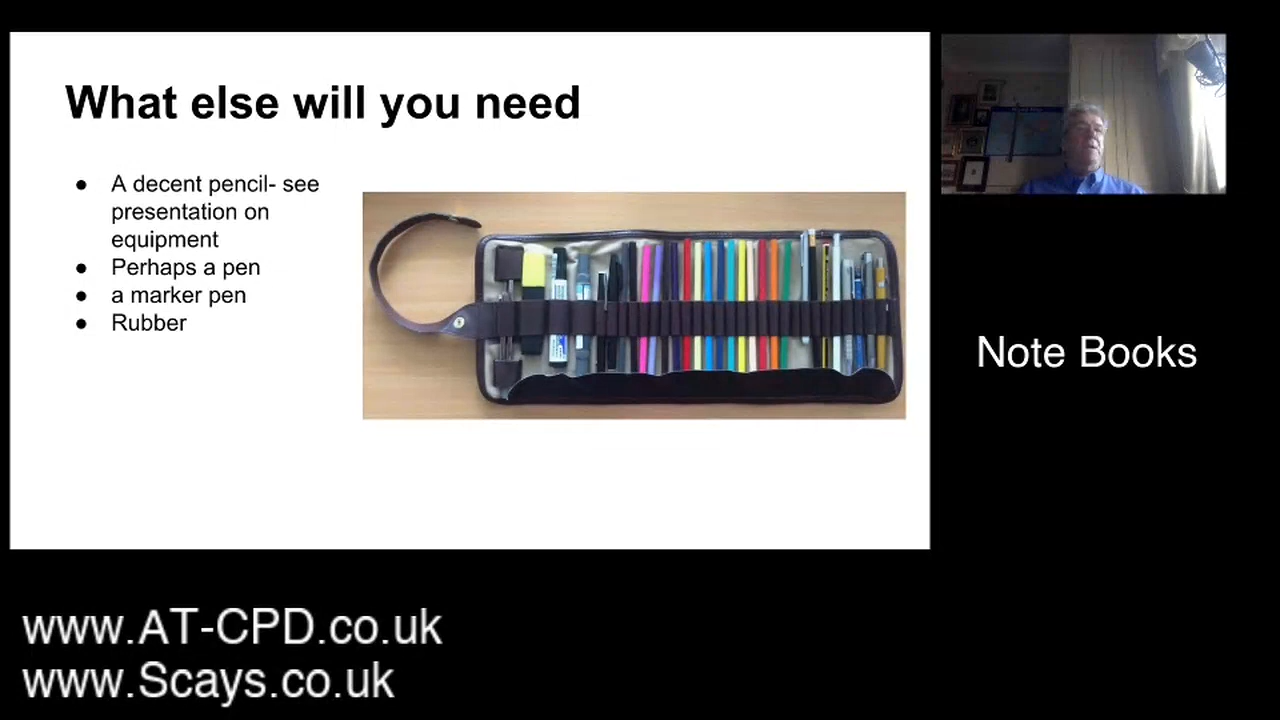 What else will you need
● A decent pencil- see
presentation on
equipment
● Perhaps a pen
● a marker pen
● Rubber
Note Books
www.AT-CPD.co.uk
www.Scays.co.uk